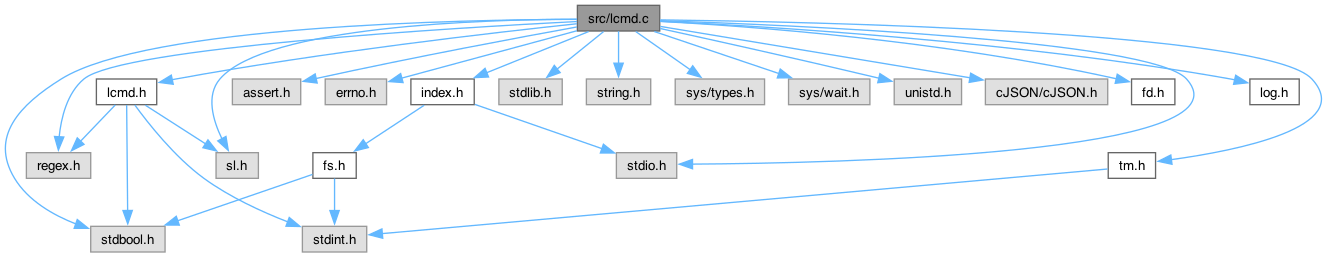 src/lcmd.c
lcmd.h
assert.h
errno.h
index.h
stdlib.h
string.h
sys/types.h
sys/wait.h
unistd.h
cJSON/cJSON.h
fd.h
log.h
regex.h
sl.h
fs.h
stdio.h
tm.h
stdbool.h
stdint.h